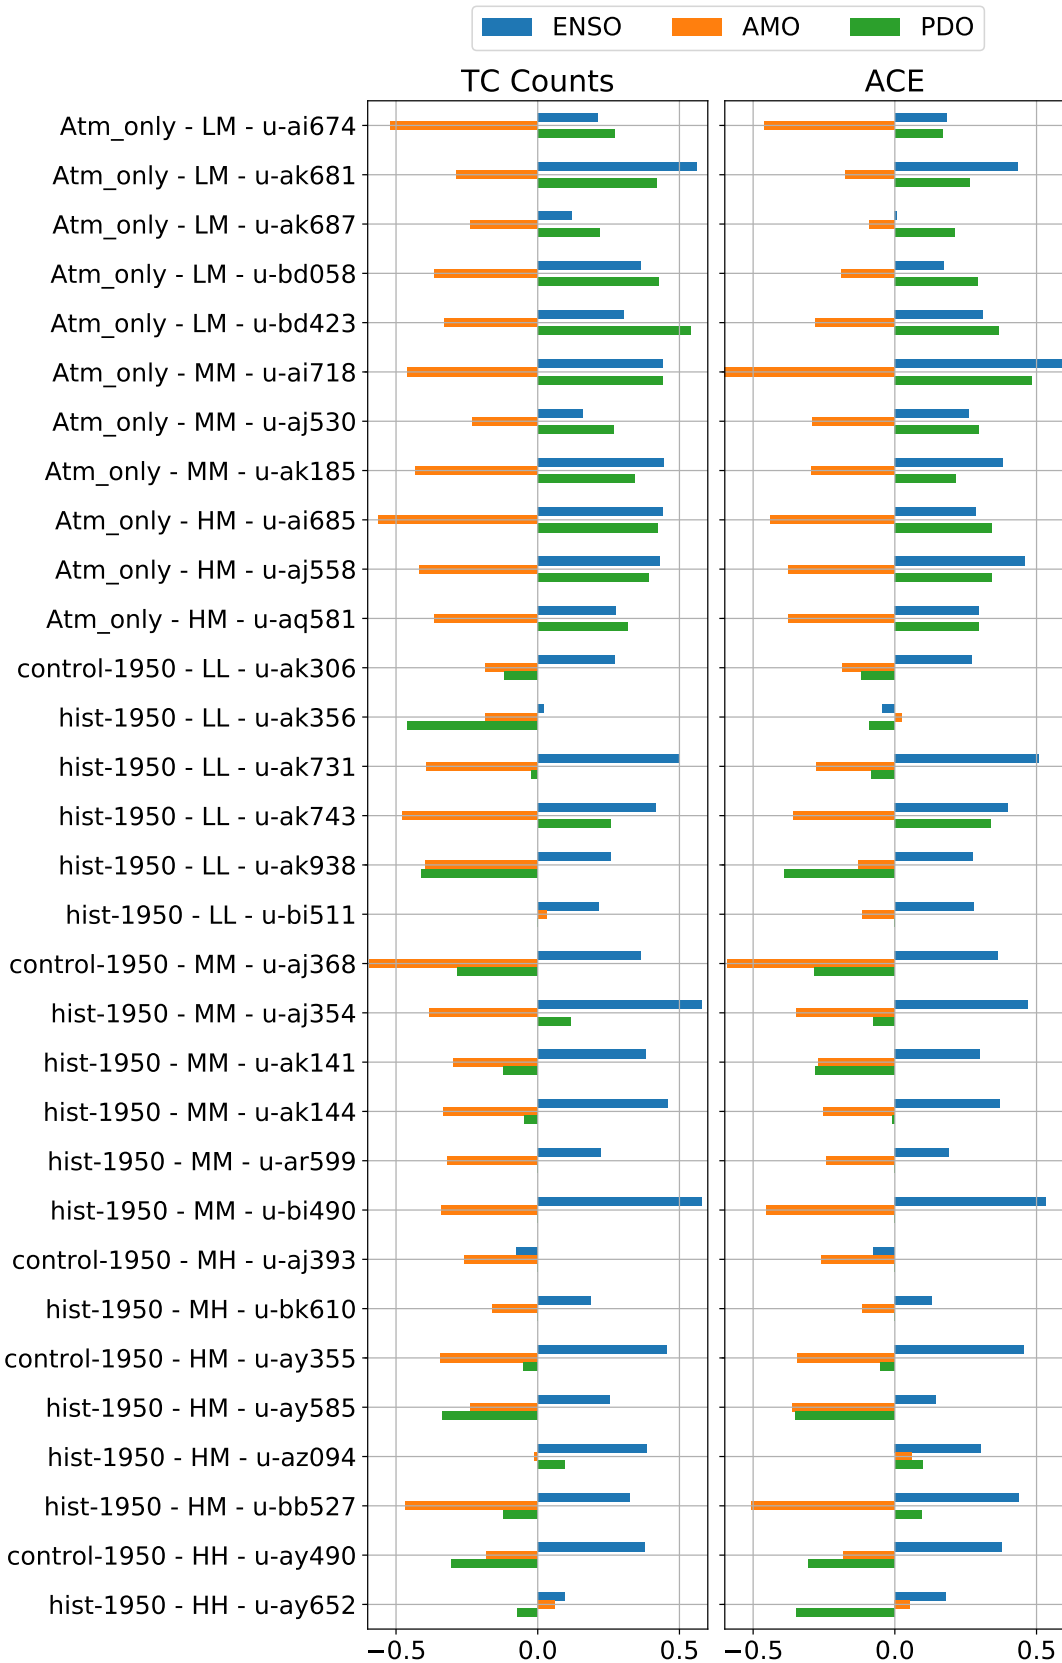 ENSO AMO PDO
TC Counts ACE
Atm_only - LM - u-ai674
Atm_only - LM - u-ak681
Atm_only - LM - u-ak687
Atm_only - LM - u-bd058
Atm_only - LM - u-bd423
Atm_only - MM - u-ai718
Atm_only - MM - u-aj530
Atm_only - MM - u-ak185
Atm_only - HM - u-ai685
Atm_only - HM - u-aj558
Atm_only - HM - u-aq581
control-1950 - LL - u-ak306
hist-1950 - LL - u-ak356
hist-1950 - LL - u-ak731
hist-1950 - LL - u-ak743
hist-1950 - LL - u-ak938
hist-1950 - LL - u-bi511
control-1950 - MM - u-aj368
hist-1950 - MM - u-aj354
hist-1950 - MM - u-ak141
hist-1950 - MM - u-ak144
hist-1950 - MM - u-ar599
hist-1950 - MM - u-bi490
control-1950 - MH - u-aj393
hist-1950 - MH - u-bk610
control-1950 - HM - u-ay355
hist-1950 - HM - u-ay585
hist-1950 - HM - u-az094
hist-1950 - HM - u-bb527
control-1950 - HH - u-ay490
hist-1950 - HH - u-ay652
−0.5 0.0 0.5 −0.5 0.0 0.5